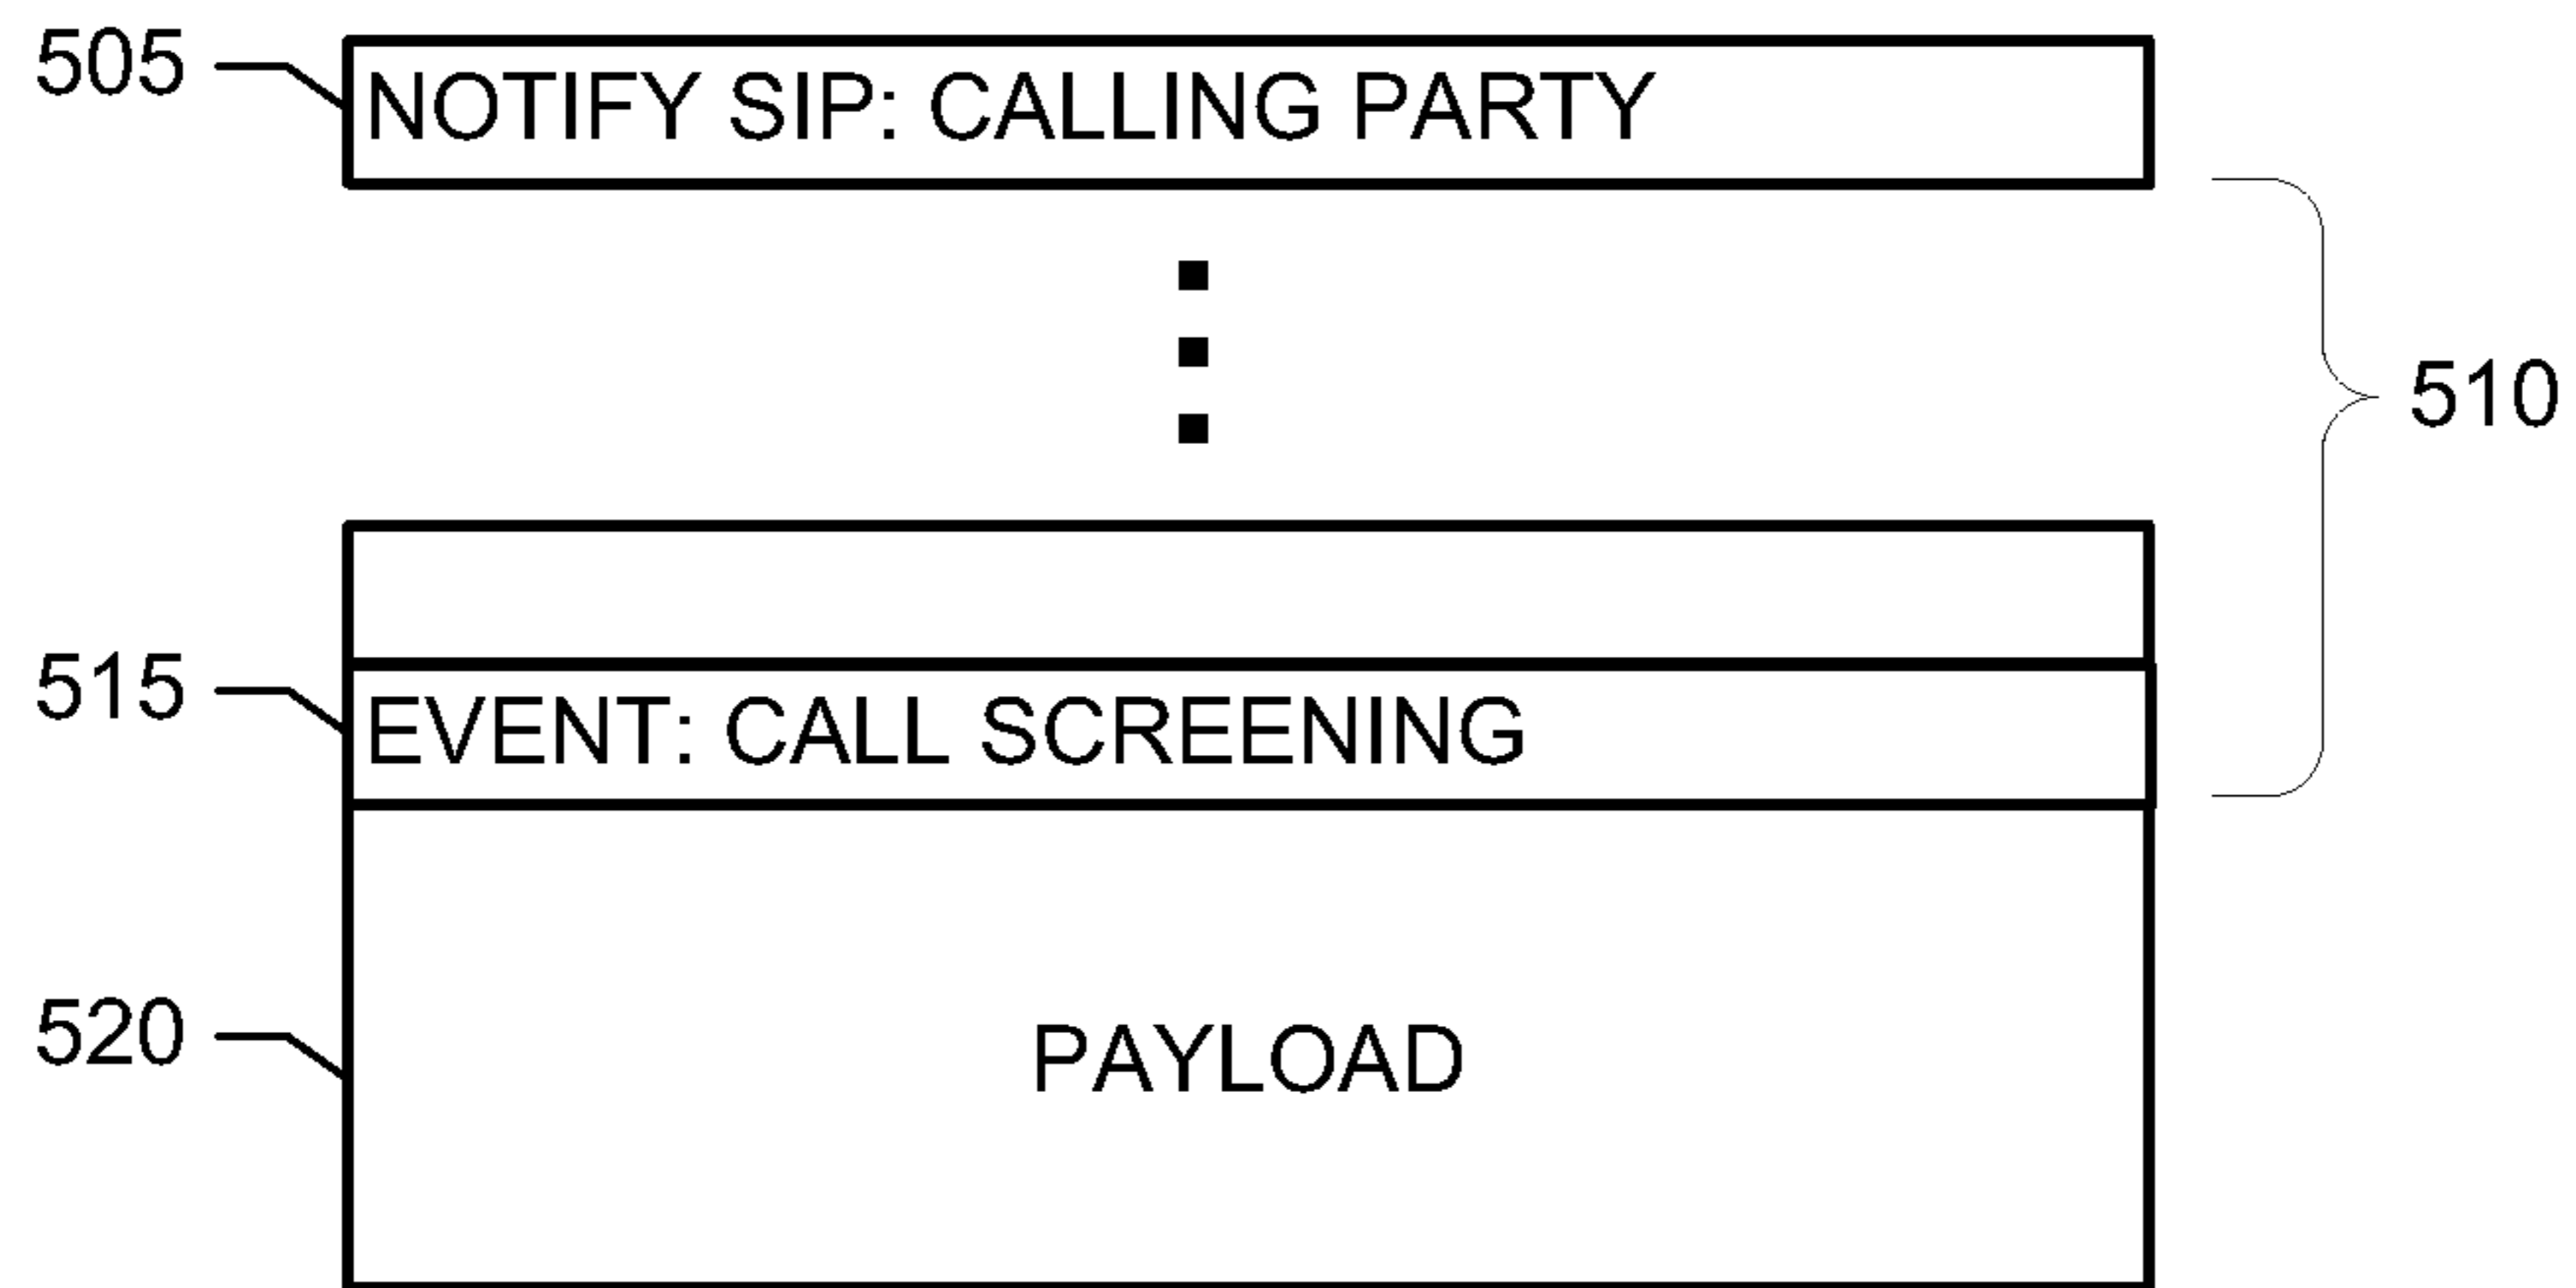 505
NOTIFY SIP: CALLING PARTY
510
515
EVENT: CALL SCREENING
520
PAYLOAD